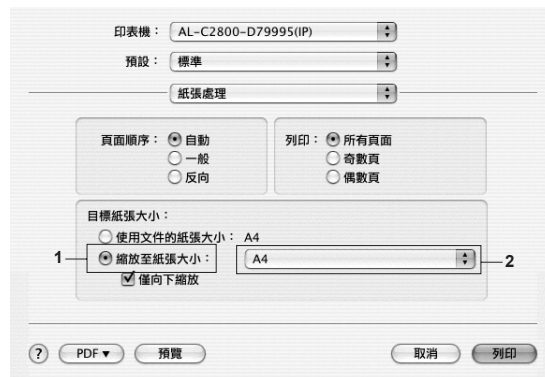 印表機： AL-C2800-D79995(IP)
預設： 標準
紙張處理
頁面順序： 自動
一般
反向
列印： 所有頁面
奇數頁
偶數頁
目標紙張大小：
使用文件的紙張大小： A4
1 縮放至紙張大小： A4 2
僅向下縮放
? PDF▼ 預覽 取消 列印